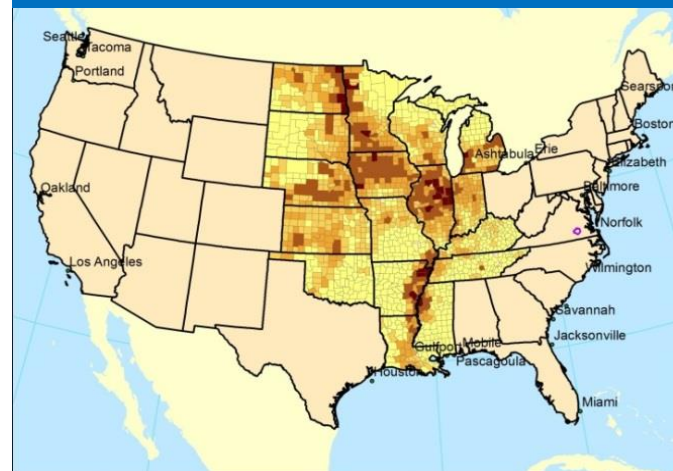 Seattle
Tacoma
Portland
Searsport
Boston
Ashtabula
Erie
Elizabeth
Baltimore
Oakland
Norfolk
Los Angeles
Wilmington
Savannah
Gulfport
Mobile
Jacksonville
Houston
Pascagoula
Miami